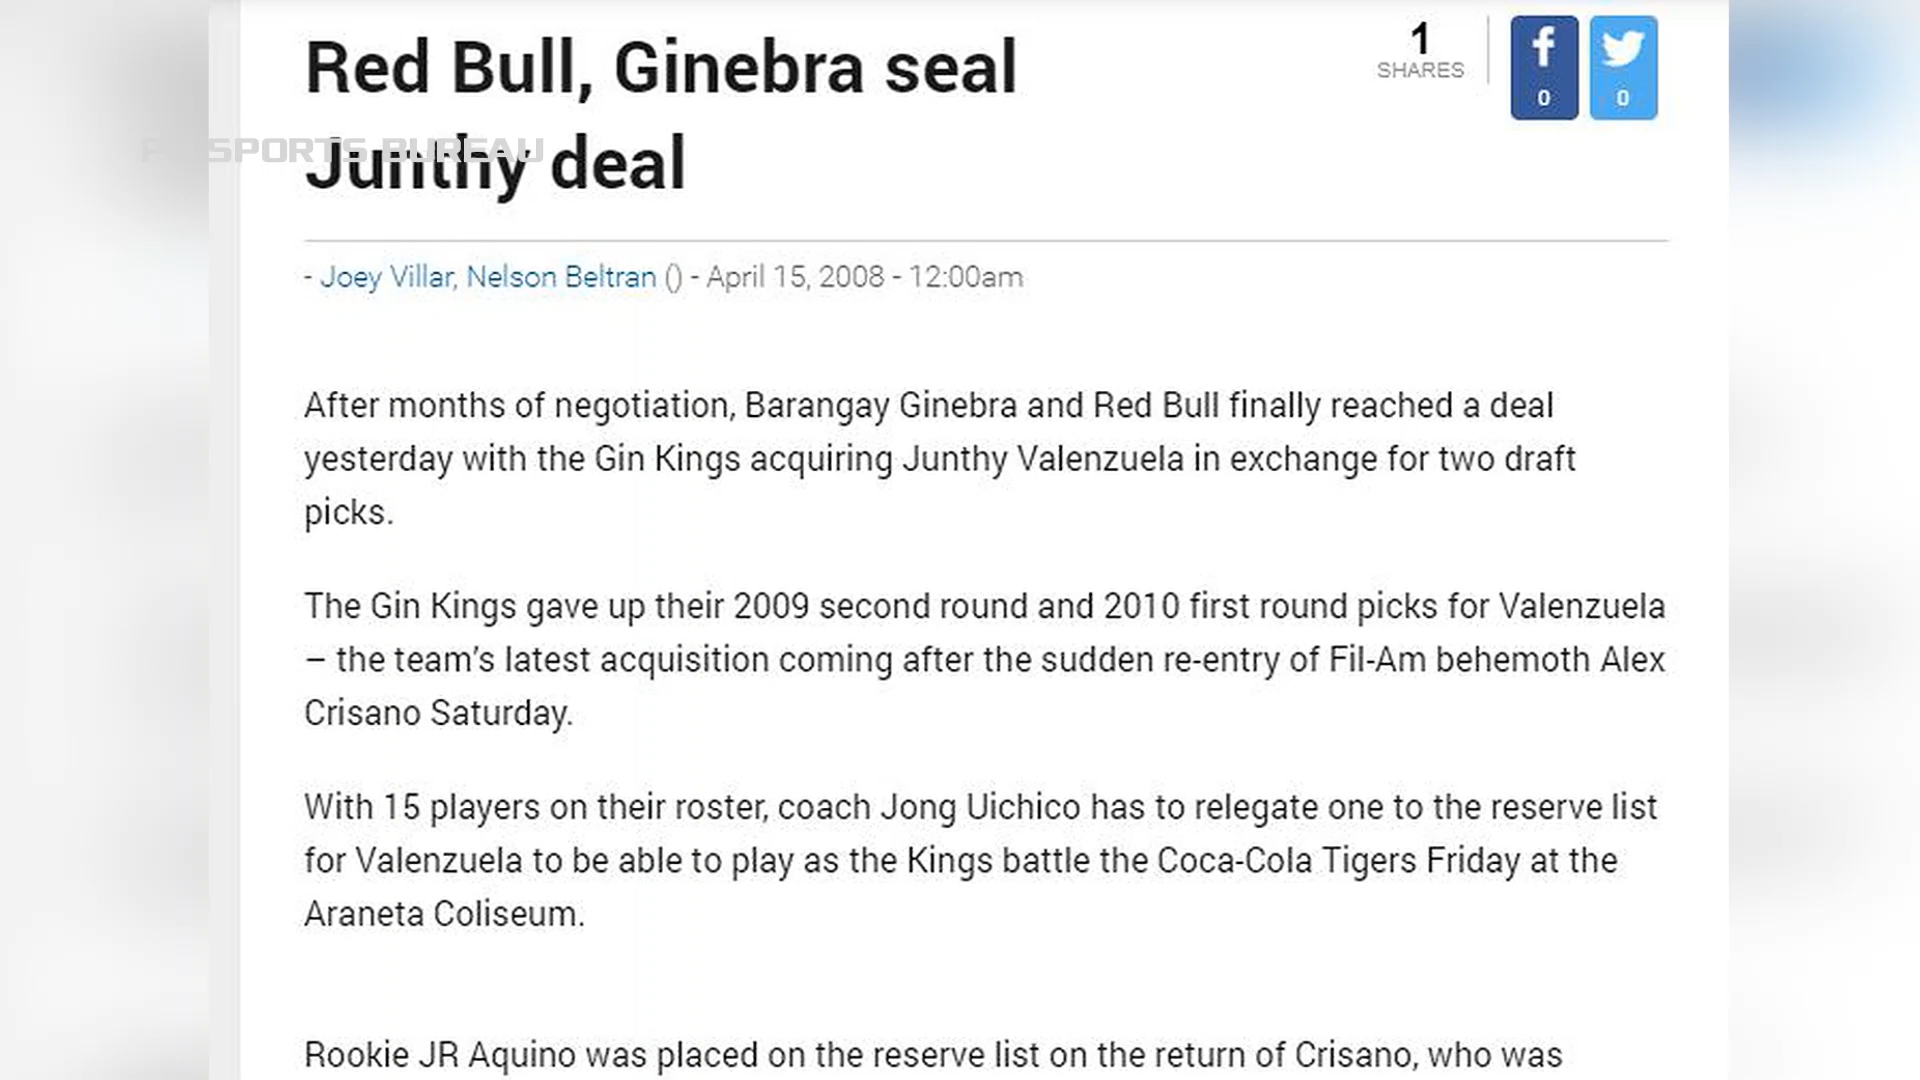 Red Bull, Ginebra seal
Junthy deal
1
SHARES
0
0
SPORTS BUREAU
- Joey Villar, Nelson Beltran () - April 15, 2008 - 12:00am
After months of negotiation, Barangay Ginebra and Red Bull finally reached a deal
yesterday with the Gin Kings acquiring Junthy Valenzuela in exchange for two draft
picks.
The Gin Kings gave up their 2009 second round and 2010 first round picks for Valenzuela
– the team’s latest acquisition coming after the sudden re-entry of Fil-Am behemoth Alex
Crisano Saturday.
With 15 players on their roster, coach Jong Uichico has to relegate one to the reserve list
for Valenzuela to be able to play as the Kings battle the Coca-Cola Tigers Friday at the
Araneta Coliseum.
Rookie JR Aquino was placed on the reserve list on the return of Crisano, who was